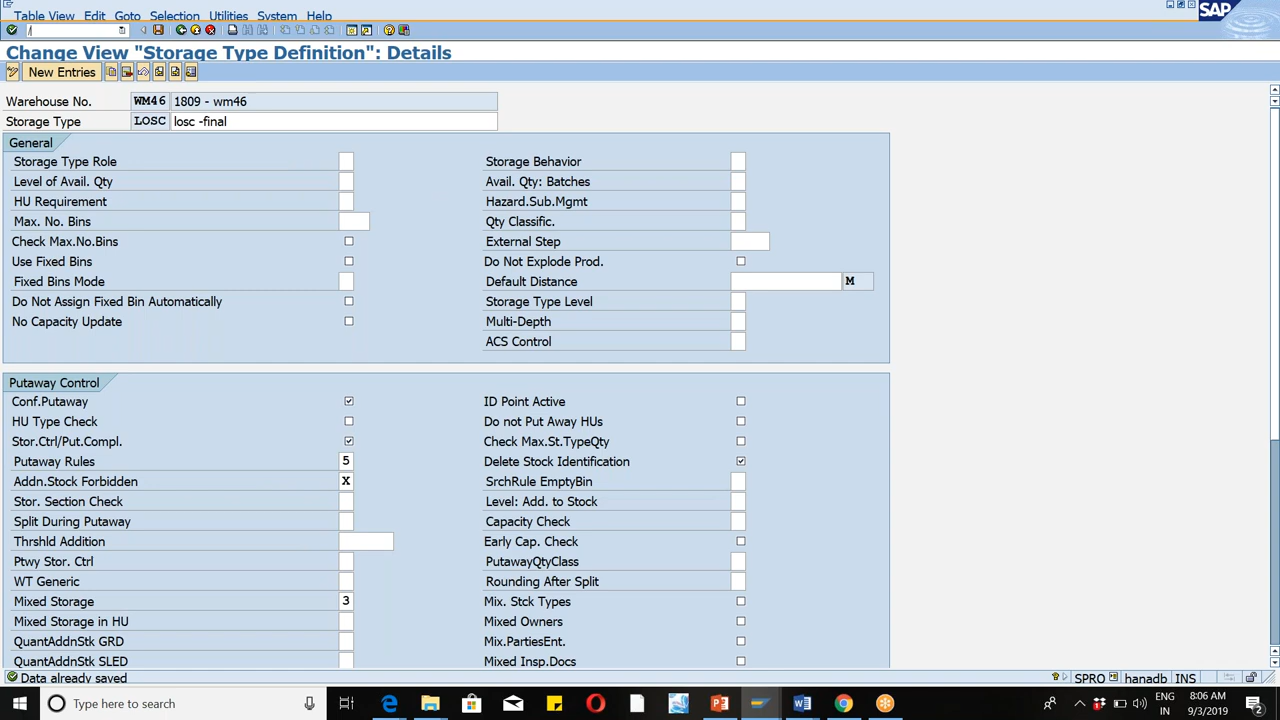 Table View Edit Goto Selection Utilities System Help
SAP
/
Change View "Storage Type Definition": Details
New Entries
Warehouse No. WM46 1809 - wm46
Storage Type LOSC losc -final
General
Storage Type Role Storage Behavior
Level of Avail. Qty Avail. Qty: Batches
HU Requirement Hazard.Sub.Mgmt
Max. No. Bins Qty Classific.
Check Max.No.Bins External Step
Use Fixed Bins Do Not Explode Prod.
Fixed Bins Mode Default Distance M
Do Not Assign Fixed Bin Automatically Storage Type Level
No Capacity Update Multi-Depth
ACS Control
Putaway Control
Conf.Putaway ID Point Active
HU Type Check Do not Put Away HUs
Stor.Ctrl/Put.Compl. Check Max.St.TypeQty
Putaway Rules 5 Delete Stock Identification
Addn.Stock Forbidden X SrchRule EmptyBin
Stor. Section Check Level: Add. to Stock
Split During Putaway Capacity Check
Thrshld Addition Early Cap. Check
Ptwy Stor. Ctrl PutawayQtyClass
WT Generic Rounding After Split
Mixed Storage 3 Mix. Stck Types
Mixed Storage in HU Mixed Owners
QuantAddnStk GRD Mix.PartiesEnt.
QuantAddnStk SLED Mixed Insp.Docs
Data already saved SPRO hanadb INS
Type here to search ENG 8:06 AM
IN 9/3/2019 2